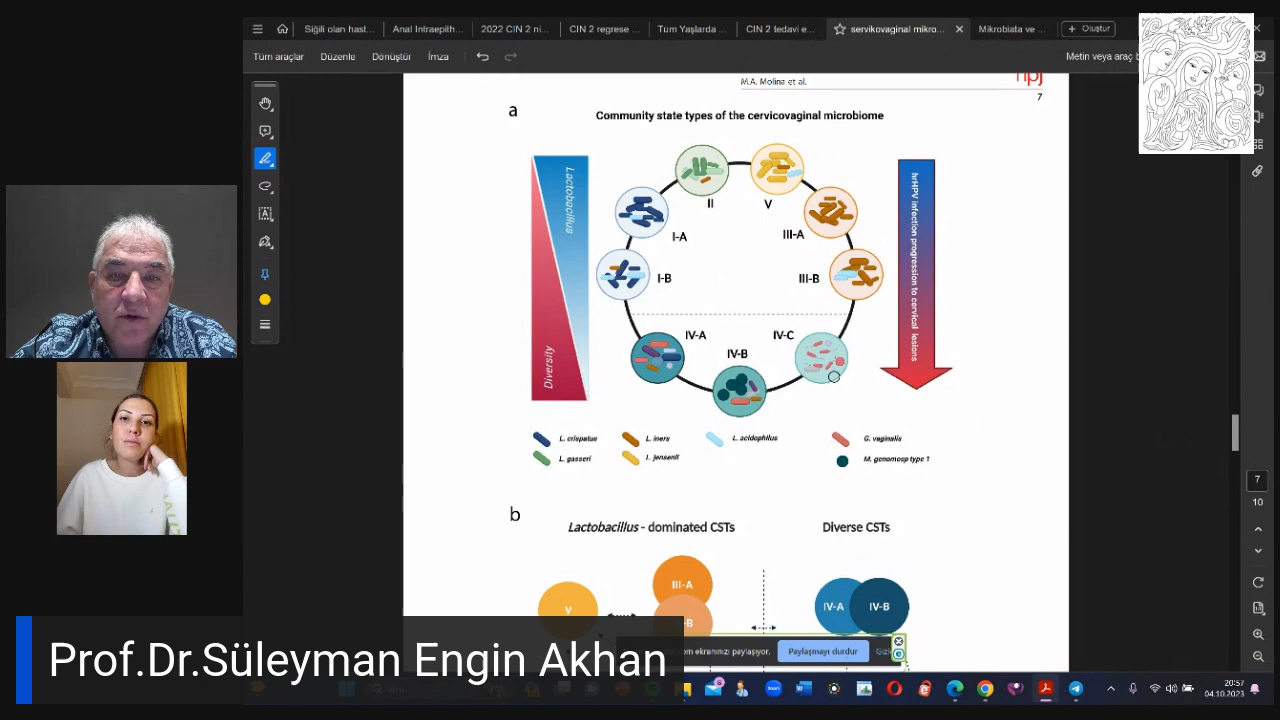 Siğili olan hast...
Anal Intraepith...
2022 CiN 2 ni...
CIN 2 regrese ...
Tum Yaşlarda ...
CIN 2 tedavi e...
servikovaginal mikro...
Mikrobiata ve
Oluştur
Tüm araçlar
Düzenle
Dönüştür
İmza
Metin veya araç
M.A. Molina et al.
npj
7
a
Community state types of the cervicovaginal microbiome
Lactobacillus
Diversity
II
V
I-A
III-A
I-B
III-B
IV-A
IV-C
IV-B
hrHPV infection progression to cervical lesions
L. crispatus
L. iners
L. acidophilus
G. vaginalis
L. gasseri
L. jensenii
M. genomosp type 1
b
Lactobacillus - dominated CSTs
Diverse CSTs
III-A
V
-B
IV-A
IV-B
7
10
ekranınızı paylaşıyor.
Paylaşmayı durdur
Prof.Dr.Süleyman Engin Akhan
20:57
04.10.2023